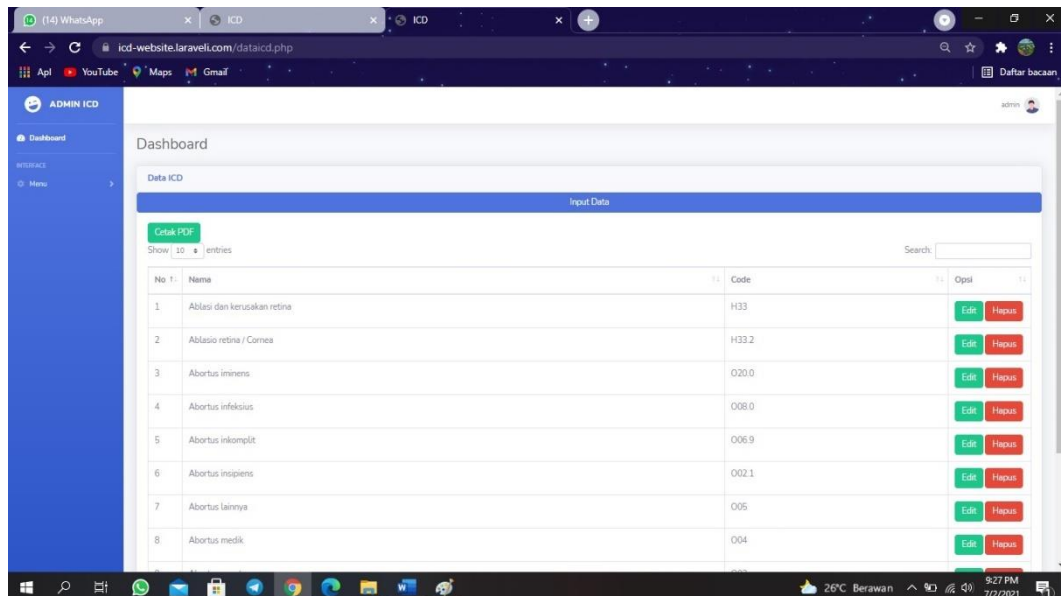 (14) WhatsApp
ICD
ICD
icd-website.laraveli.com/dataicd.php
Apl
YouTube
Maps
Gmail
Daftar bacaan
ADMIN ICD
admin
Dashboard
Dashboard
INTERFACE
Menu
Data ICD
Input Data
Cetak PDF
Show 10 entries
Search:
No Nama Code Opsi
1 Ablasi dan kerusakan retina H33 Edit Hapus
2 Ablasio retina / Cornea H33.2 Edit Hapus
3 Abortus iminens O20.0 Edit Hapus
4 Abortus infeksius O08.0 Edit Hapus
5 Abortus inkomplit O06.9 Edit Hapus
6 Abortus insipiens O02.1 Edit Hapus
7 Abortus lainnya O05 Edit Hapus
8 Abortus medik O04 Edit Hapus
26°C Berawan
9:27 PM
7/2/2021